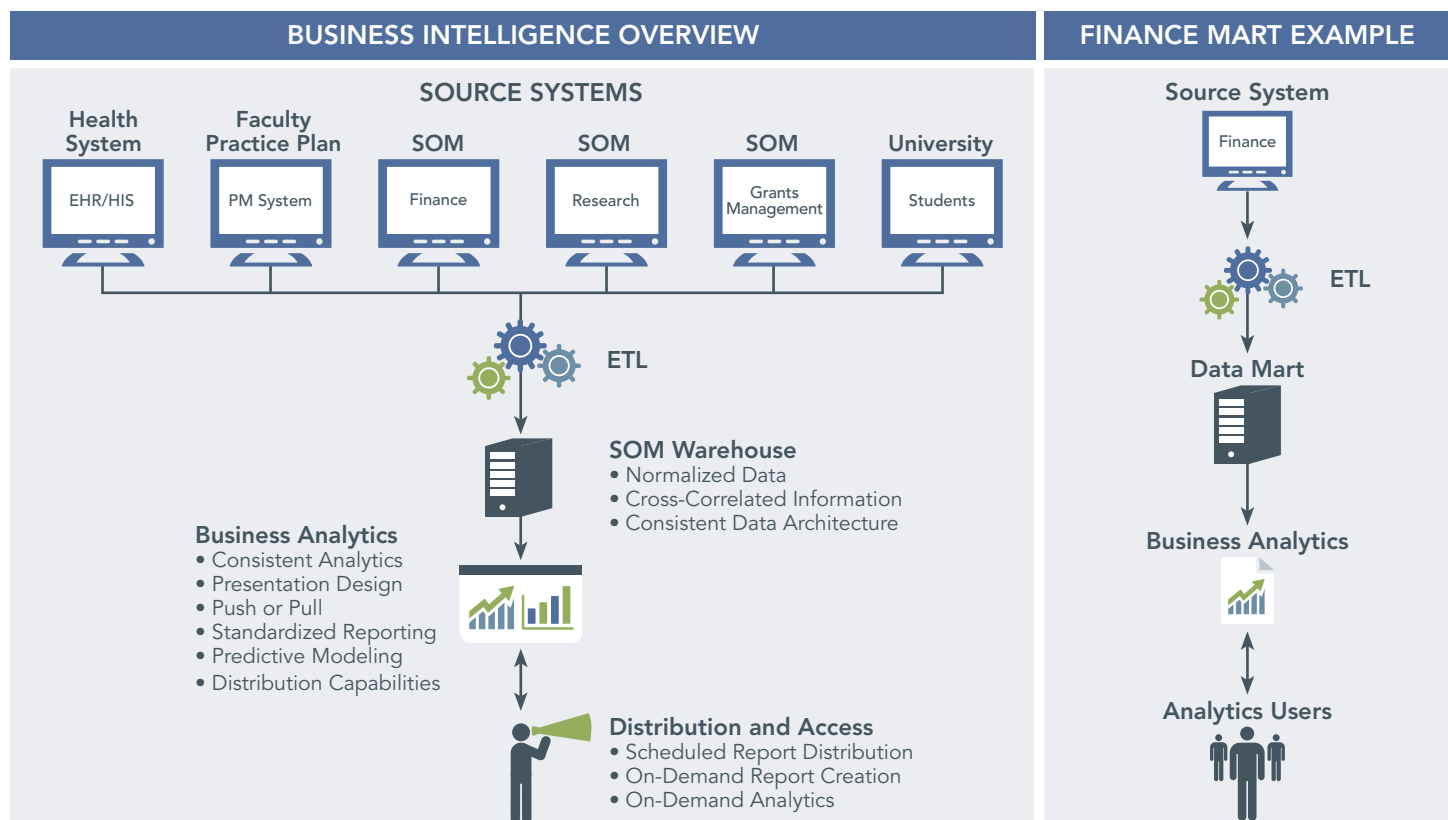 BUSINESS INTELLIGENCE OVERVIEW
SOURCE SYSTEMS
Health
System
EHR/HIS
Faculty
Practice Plan
PM System
SOM
Finance
SOM
Research
SOM
Grants
Management
University
Students
ETL
SOM Warehouse
• Normalized Data
• Cross-Correlated Information
• Consistent Data Architecture
Business Analytics
• Consistent Analytics
• Presentation Design
• Push or Pull
• Standardized Reporting
• Predictive Modeling
• Distribution Capabilities
Distribution and Access
• Scheduled Report Distribution
• On-Demand Report Creation
• On-Demand Analytics
FINANCE MART EXAMPLE
Source System
Finance
ETL
Data Mart
Business Analytics
Analytics Users